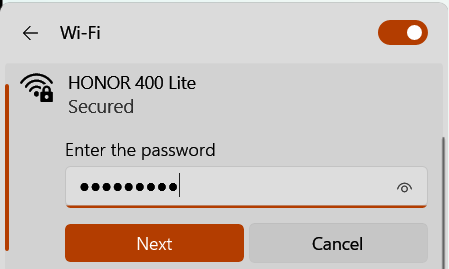 Wi-Fi
HONOR 400 Lite
Secured
Enter the password
•••••••••
Next
Cancel